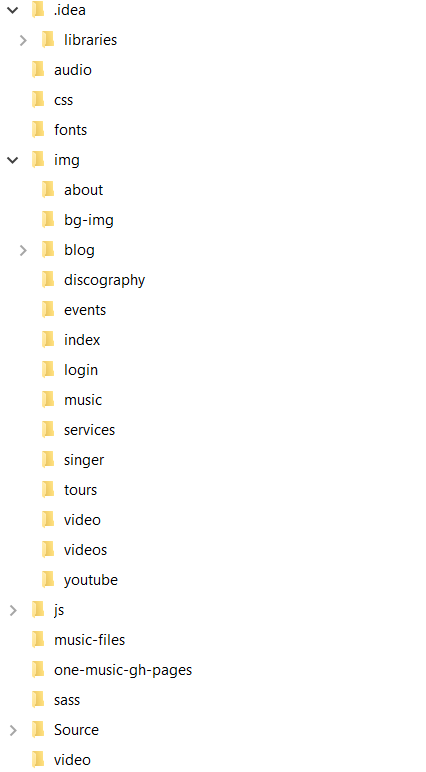 .idea
libraries
audio
css
fonts
img
about
bg-img
blog
discography
events
index
login
music
services
singer
tours
video
videos
youtube
js
music-files
one-music-gh-pages
sass
Source
video